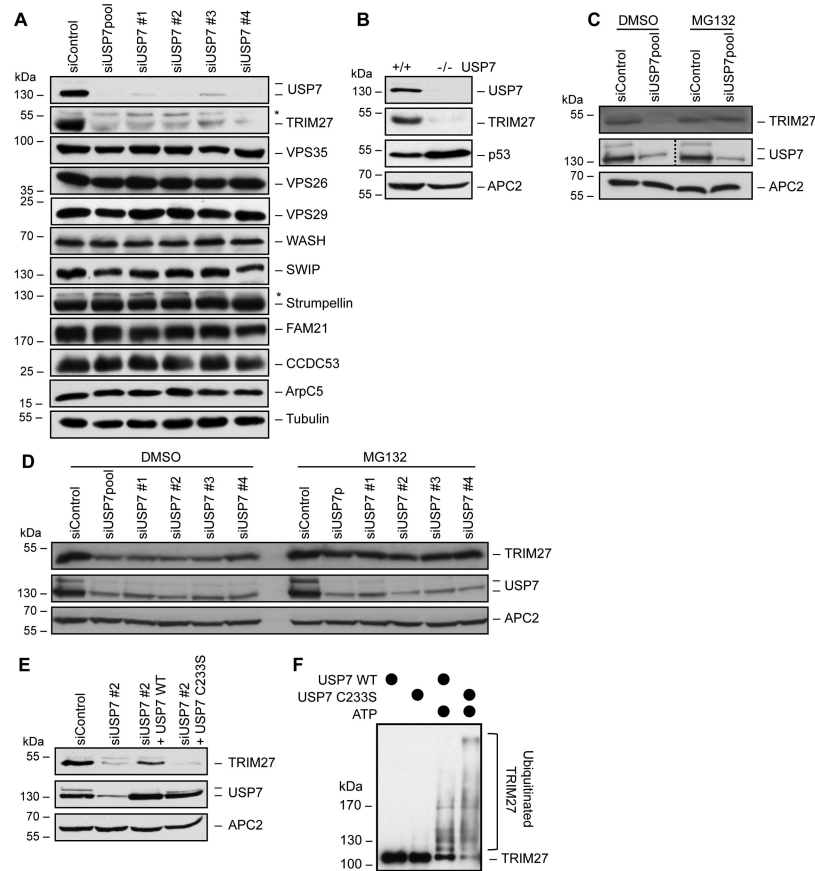 A
siControl
siUSP7pool
siUSP7 #1
siUSP7 #2
siUSP7 #3
siUSP7 #4
kDa
130 –
– USP7
55 –
*
– TRIM27
100 –
– VPS35
– VPS26
35 –
25 –
– VPS29
70 –
– WASH
– SWIP
130 –
130 –
*
– Strumpellin
– FAM21
170 –
– CCDC53
25 –
– ArpC5
15 –
55 –
– Tubulin
B
+/+ -/- USP7
kDa
130 –
– USP7
55 –
– TRIM27
55 –
– p53
70 –
55 –
– APC2
C
DMSO
MG132
siControl
siUSP7pool
siControl
siUSP7pool
kDa
55 –
– TRIM27
– USP7
130 –
70 –
55 –
– APC2
D
DMSO
MG132
siControl
siUSP7pool
siUSP7 #1
siUSP7 #2
siUSP7 #3
siUSP7 #4
siControl
siUSP7p
siUSP7 #1
siUSP7 #2
siUSP7 #3
siUSP7 #4
kDa
55 –
– TRIM27
130 –
– USP7
70 –
55 –
– APC2
E
siControl
siUSP7 #2
siUSP7 #2
+ USP7 WT
siUSP7 #2
+ USP7 C233S
kDa
55 –
– TRIM27
130 –
– USP7
70 –
55 –
– APC2
F
USP7 WT
USP7 C233S
ATP
kDa
170 –
130 –
100 –
Ubiquitinated
TRIM27
– TRIM27